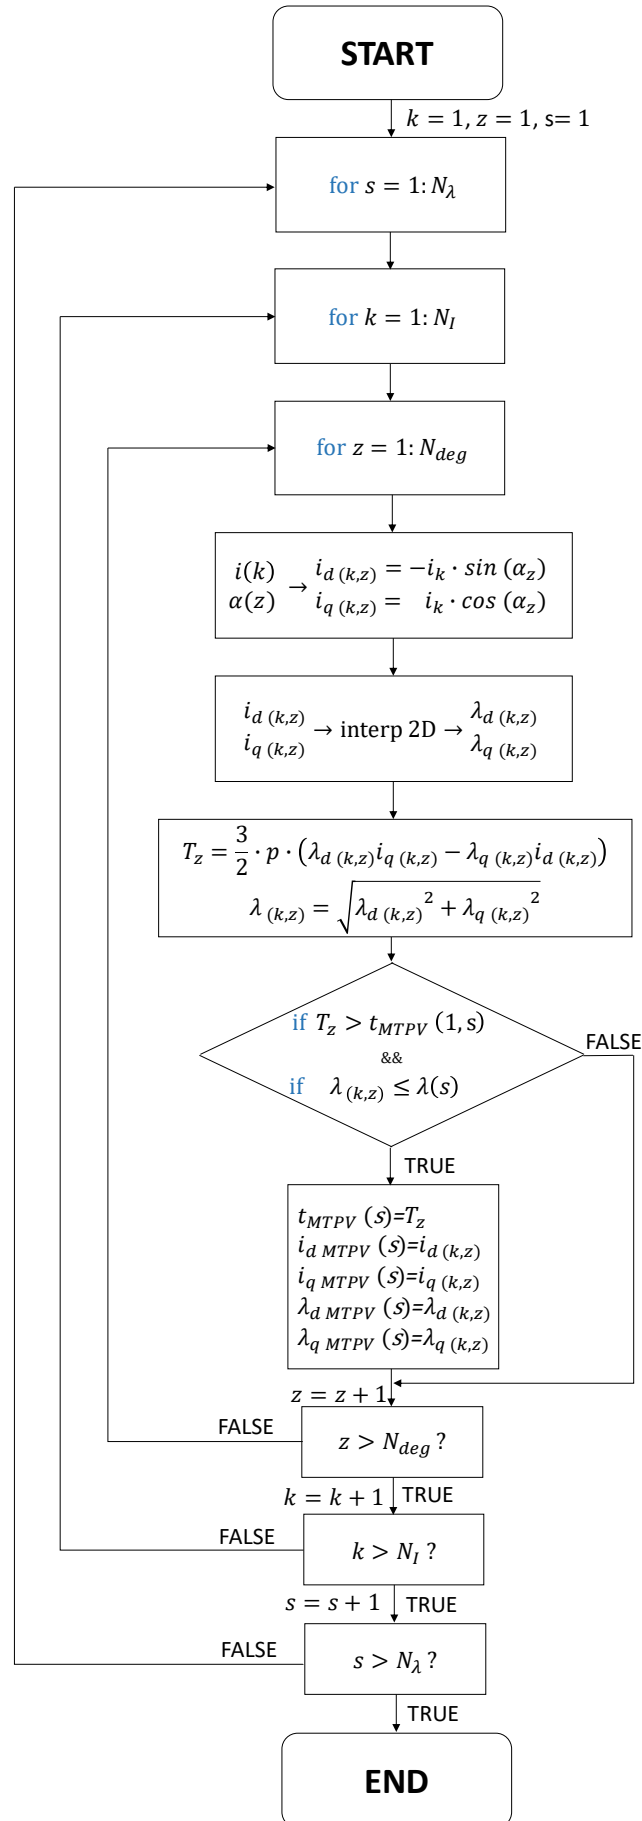 START
k = 1, z = 1, s= 1
for s = 1: N_λ
for k = 1: N_I
for z = 1: N_deg
i(k) → i_d (k,z) = −i_k · sin (α_z)
α(z) i_q (k,z) = i_k · cos (α_z)
i_d (k,z) → interp 2D → λ_d (k,z)
i_q (k,z) λ_q (k,z)
T_z = 3/2 · p · (λ_d (k,z) i_q (k,z) − λ_q (k,z) i_d (k,z))
λ_(k,z) = √(λ_d (k,z)² + λ_q (k,z)²)
if T_z > t_MTPV (1, s)
&&
if λ_(k,z) ≤ λ(s)
FALSE
TRUE
t_MTPV (s)=T_z
i_d MTPV (s)=i_d (k,z)
i_q MTPV (s)=i_q (k,z)
λ_d MTPV (s)=λ_d (k,z)
λ_q MTPV (s)=λ_q (k,z)
z = z + 1
FALSE
z > N_deg ?
k = k + 1 TRUE
FALSE
k > N_I ?
s = s + 1 TRUE
FALSE
s > N_λ ?
TRUE
END